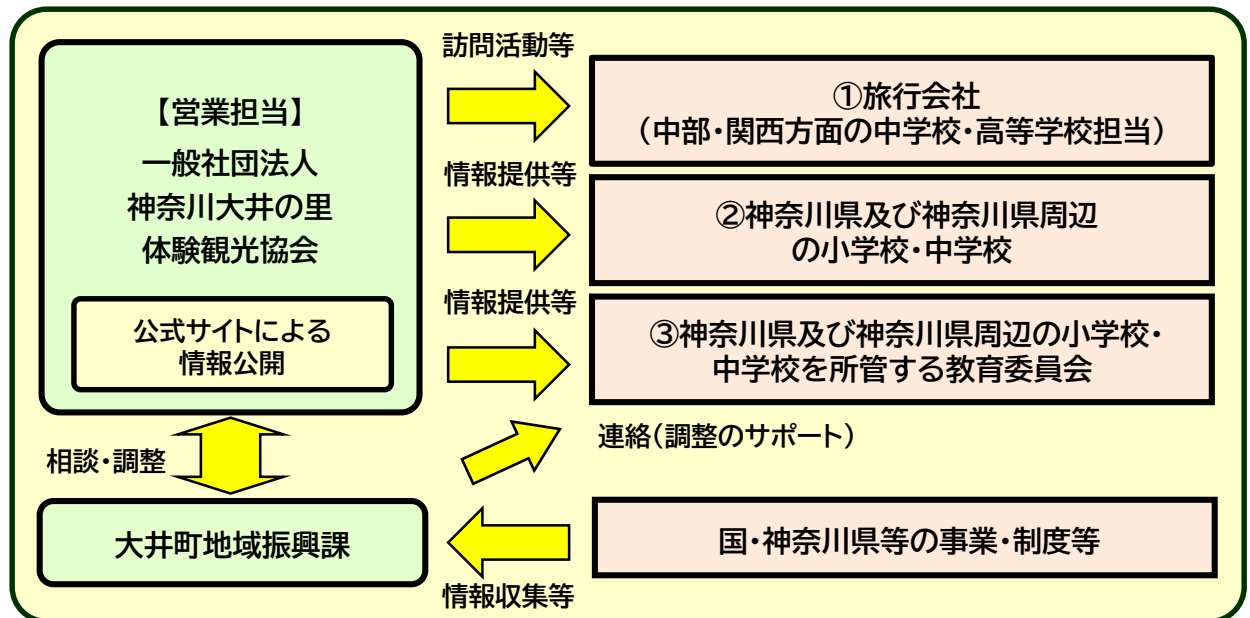 【営業担当】
一般社団法人
神奈川大井の里
体験観光協会
公式サイトによる
情報公開
訪問活動等
①旅行会社
（中部・関西方面の中学校・高等学校担当）
情報提供等
②神奈川県及び神奈川県周辺
の小学校・中学校
情報提供等
③神奈川県及び神奈川県周辺の小学校・
中学校を所管する教育委員会
相談・調整
連絡（調整のサポート）
大井町地域振興課
国・神奈川県等の事業・制度等
情報収集等